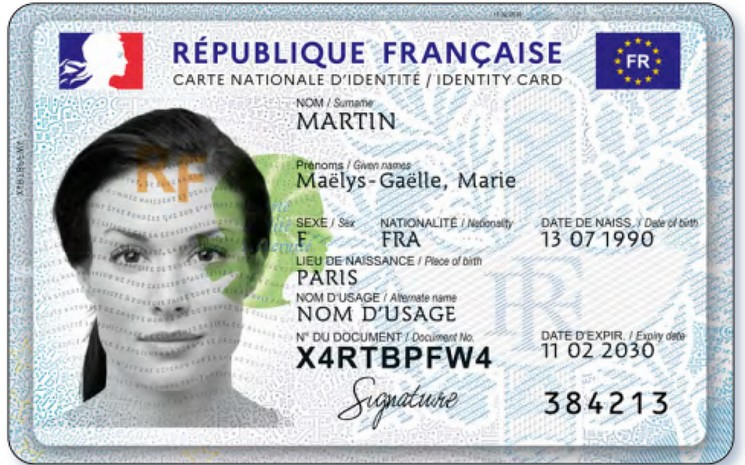 RÉPUBLIQUE FRANÇAISE
FR
CARTE NATIONALE D'IDENTITÉ / IDENTITY CARD
NOM / Surname
MARTIN
Prénoms / Given names
Maëlys-Gaëlle, Marie
SEXE / Sex NATIONALITÉ / Nationality DATE DE NAISS. / Date of birth
F FRA 13 07 1990
LIEU DE NAISSANCE / Place of birth
PARIS
NOM D'USAGE / Alternate name
NOM D'USAGE
N° DU DOCUMENT / Document No. DATE D'EXPIR. / Expiry date
X4RTBPFW4 11 02 2030
Signature 384213
RF
RF